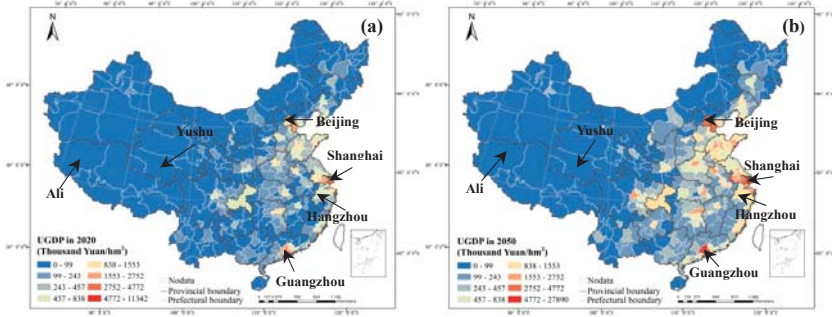 (a)
N
Beijing
Yushu
Shanghai
Ali
Hangzhou
Guangzhou
UGDP in 2020
(Thousand Yuan/hm²)
0 - 99
99 - 243
243 - 457
457 - 838
838 - 1553
1553 - 2752
2752 - 4772
4772 - 11342
Nodata
Provincial boundary
Prefectural boundary
(b)
N
Beijing
Yushu
Shanghai
Ali
Hangzhou
Guangzhou
UGDP in 2050
(Thousand Yuan/hm²)
0 - 99
99 - 243
243 - 457
457 - 838
838 - 1553
1553 - 2752
2752 - 4772
4772 - 27890
Nodata
Provincial boundary
Prefectural boundary